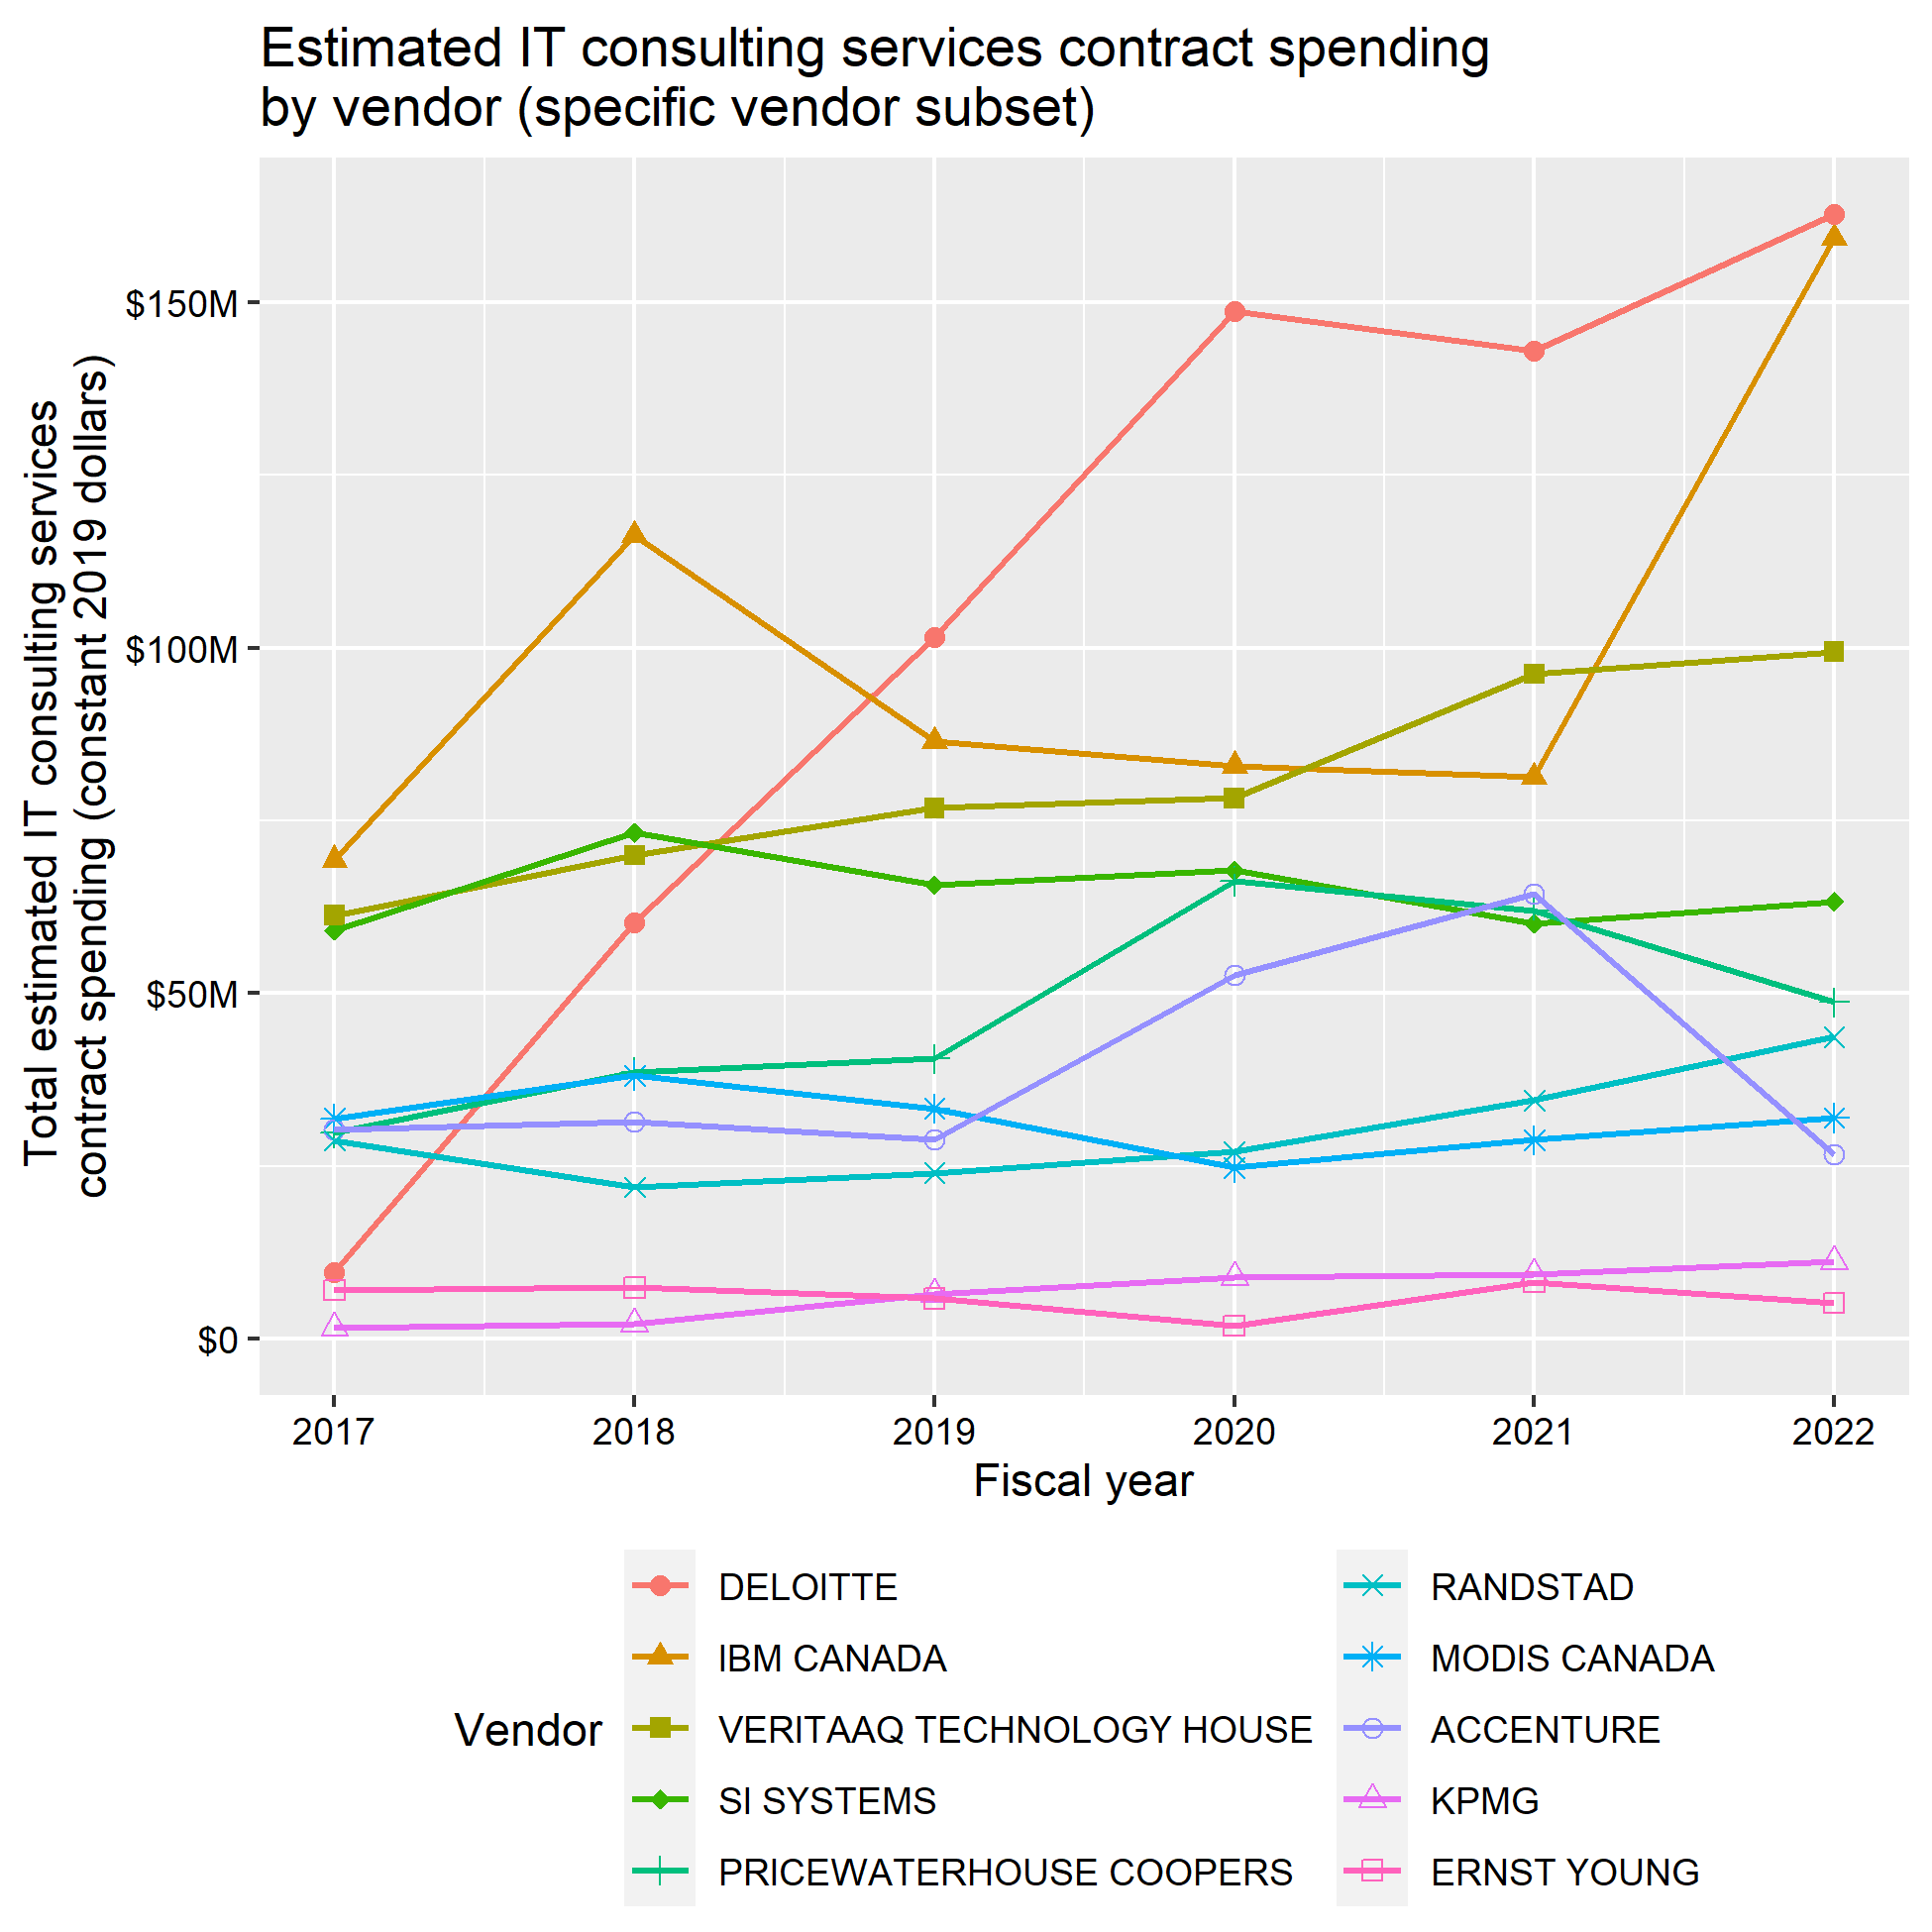 Estimated IT consulting services contract spending
by vendor (specific vendor subset)
Total estimated IT consulting services
contract spending (constant 2019 dollars)
$150M
$100M
$50M
$0
2017
2018
2019
2020
2021
2022
Fiscal year
Vendor
DELOITTE
IBM CANADA
VERITAAQ TECHNOLOGY HOUSE
SI SYSTEMS
PRICEWATERHOUSE COOPERS
RANDSTAD
MODIS CANADA
ACCENTURE
KPMG
ERNST YOUNG